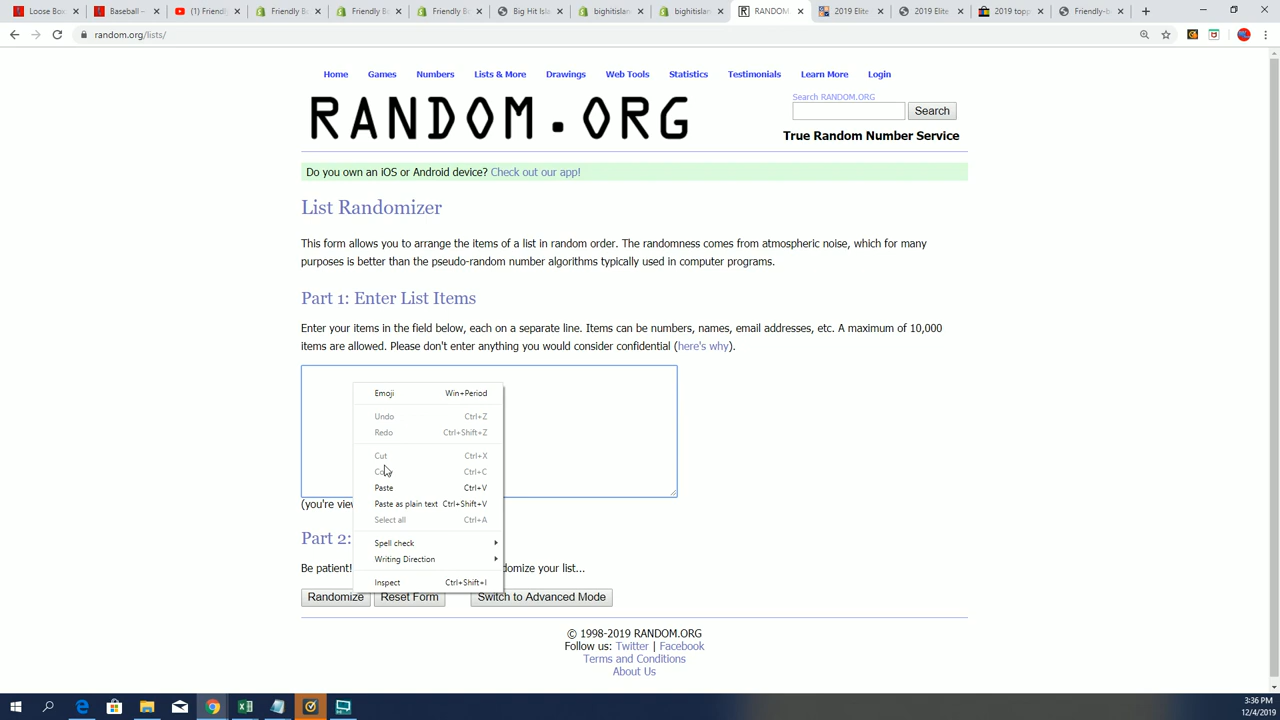 Loose Box
Baseball –
(1) Friendly
Friendly B
Friendly B
Friendly B
Big Hit Isla
bighitislan
bighitislan
RANDOM
2019 Elite
2019 Elite
2019 topp
Friendly-b
random.org/lists/
Home Games Numbers Lists & More Drawings Web Tools Statistics Testimonials Learn More Login
RANDOM.ORG
Search RANDOM.ORG
Search
True Random Number Service
Do you own an iOS or Android device? Check out our app!
List Randomizer
This form allows you to arrange the items of a list in random order. The randomness comes from atmospheric noise, which for many
purposes is better than the pseudo-random number algorithms typically used in computer programs.
Part 1: Enter List Items
Enter your items in the field below, each on a separate line. Items can be numbers, names, email addresses, etc. A maximum of 10,000
items are allowed. Please don't enter anything you would consider confidential (here's why).
Emoji Win+Period
Undo Ctrl+Z
Redo Ctrl+Shift+Z
Cut Ctrl+X
Copy Ctrl+C
Paste Ctrl+V
Paste as plain text Ctrl+Shift+V
Select all Ctrl+A
Spell check
Writing Direction
Inspect Ctrl+Shift+I
(you're view
Part 2:
Be patient! domize your list...
Randomize Reset Form Switch to Advanced Mode
© 1998-2019 RANDOM.ORG
Follow us: Twitter | Facebook
Terms and Conditions
About Us
3:36 PM
12/4/2019